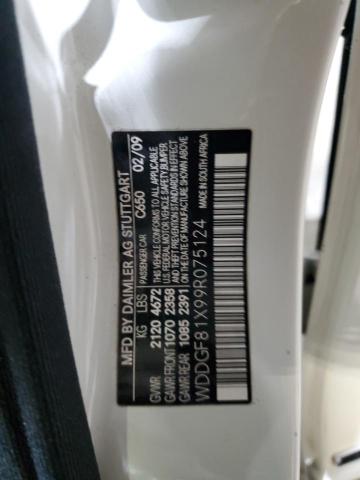 MFD BY DAIMLER AG STUTTGART
KG LBS PASSENGER CAR C650 02/09
GVWR 2120 4672 THIS VEHICLE CONFORMS TO ALL APPLICABLE
GAWR FRONT 1070 2358 U.S. FEDERAL MOTOR VEHICLE SAFETY, BUMPER
GAWR REAR 1085 2391 AND THEFT PREVENTION STANDARDS IN EFFECT
ON THE DATE OF MANUFACTURE SHOWN ABOVE
WDDGF81X99R075124 MADE IN SOUTH AFRICA